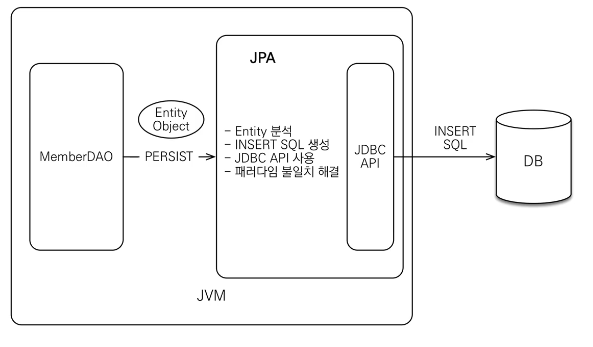 JPA
Entity
Object
MemberDAO
PERSIST
- Entity 분석
- INSERT SQL 생성
- JDBC API 사용
- 패러다임 불일치 해결
JDBC
API
INSERT
SQL
DB
JVM